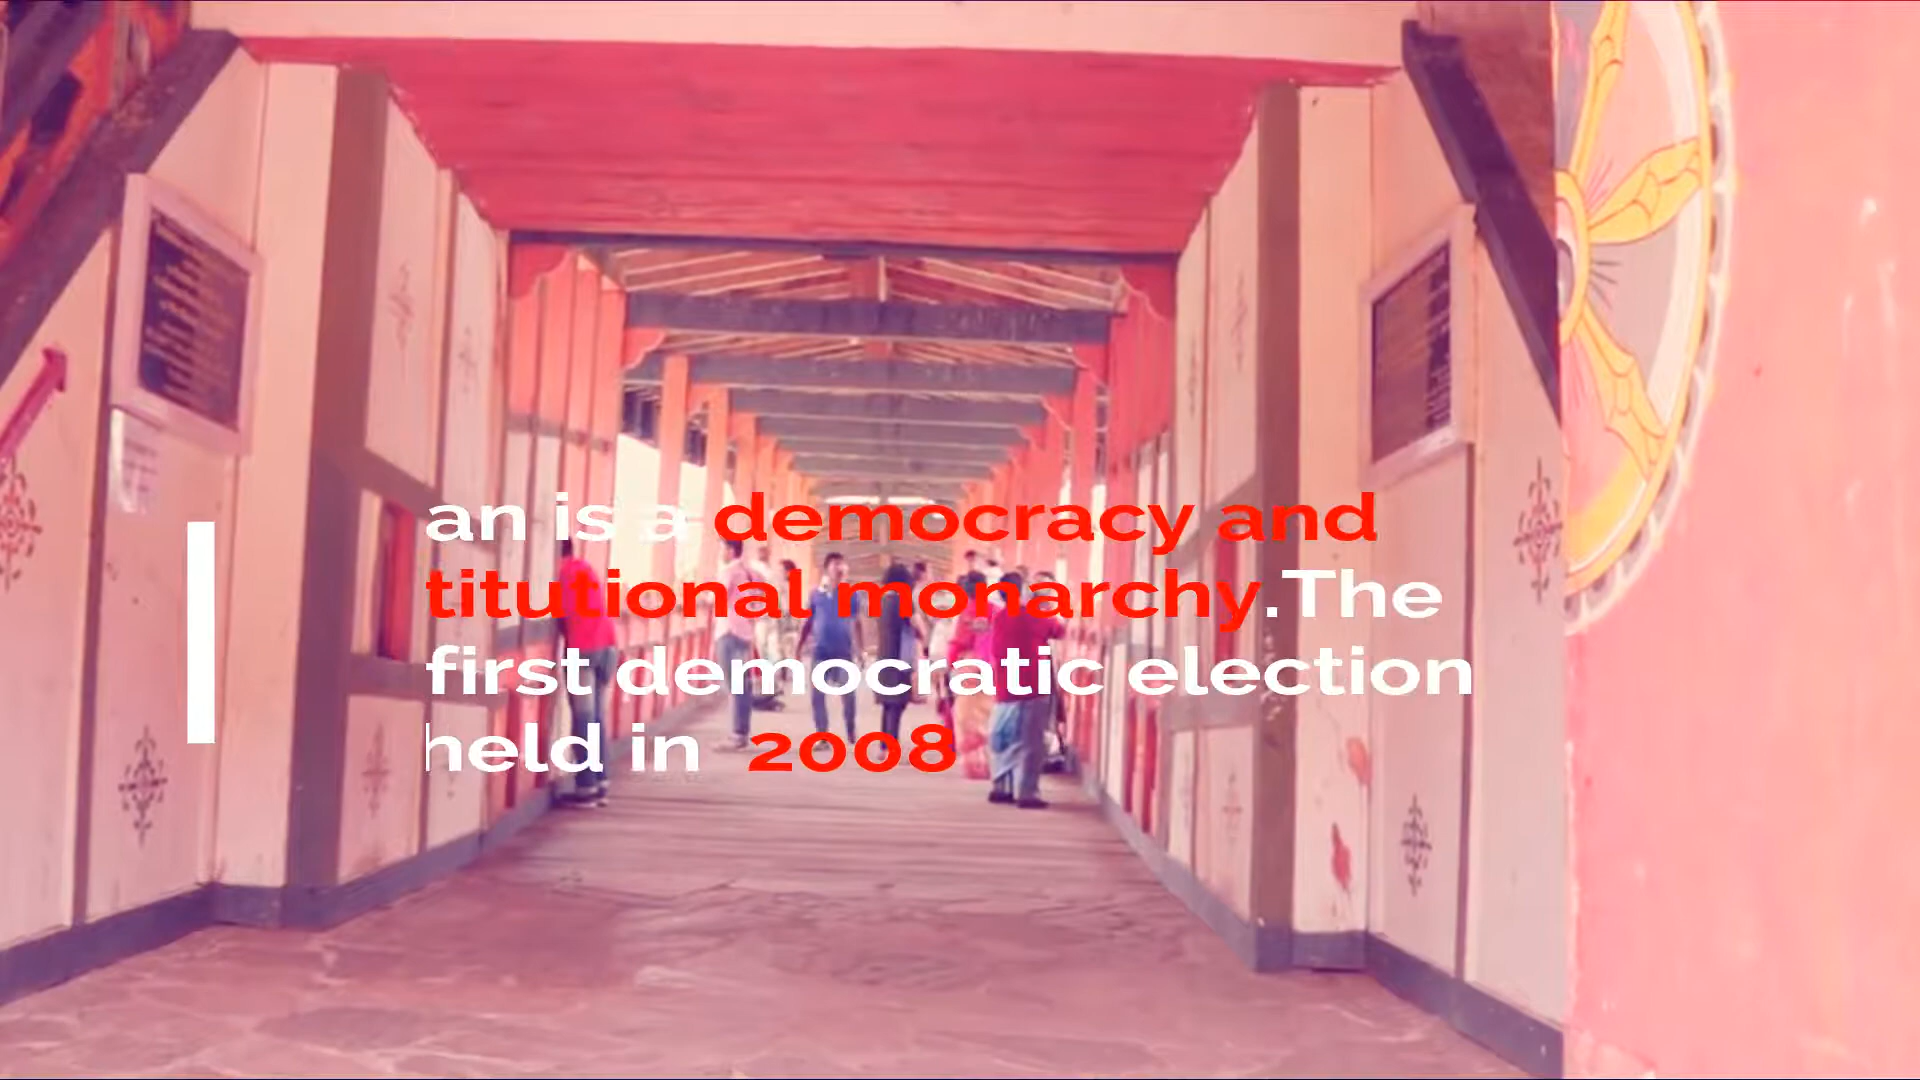 an is a democracy and
titutional monarchy.The
first democratic election
held in 2008